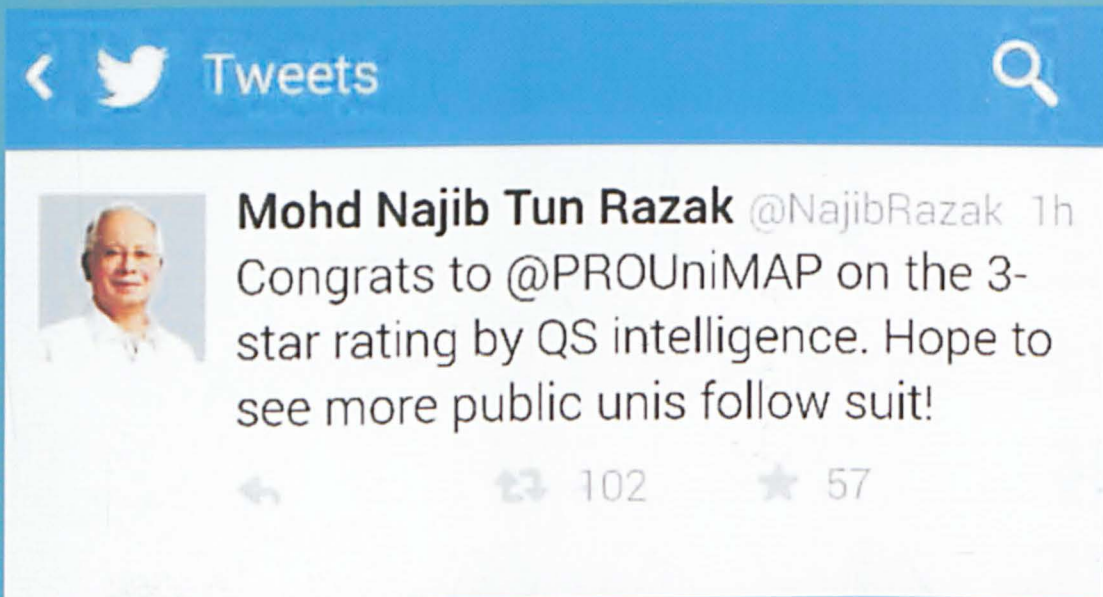 Tweets
Mohd Najib Tun Razak @NajibRazak 1h
Congrats to @PROUniMAP on the 3-
star rating by QS intelligence. Hope to
see more public unis follow suit!
102 57